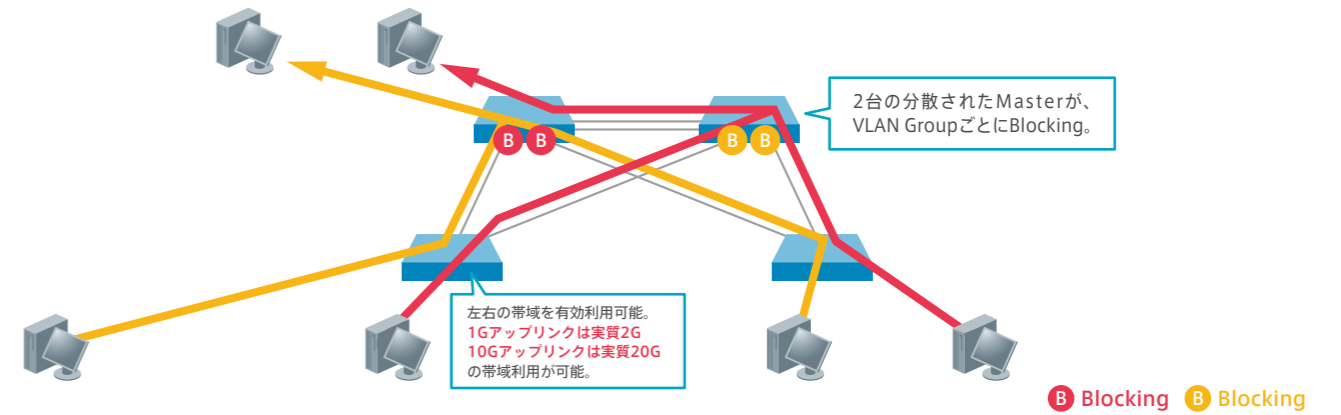 2台の分散されたMasterが、
VLAN GroupごとにBlocking。
B B
B B
左右の帯域を有効利用可能。
1Gアップリンクは実質2G
10Gアップリンクは実質20G
の帯域利用が可能。
B Blocking B Blocking